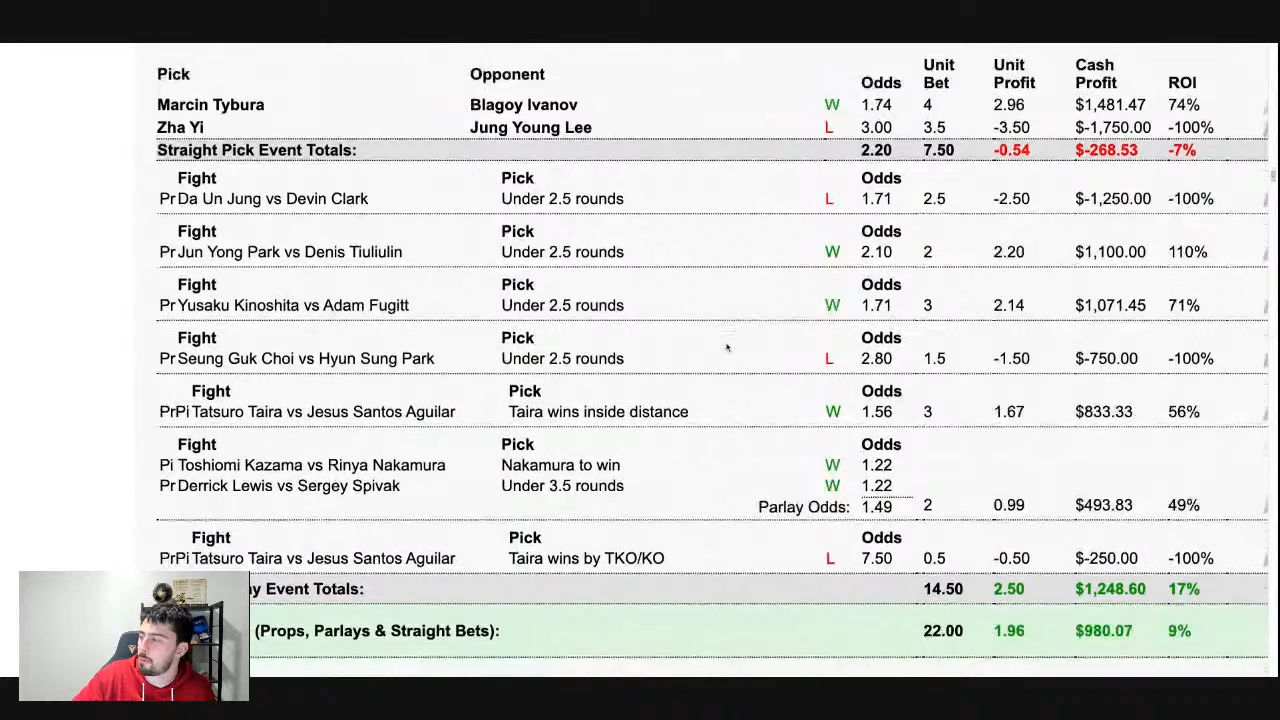 Pick Opponent Odds Unit Bet Unit Profit Cash Profit ROI
Marcin Tybura Blagoy Ivanov W 1.74 4 2.96 $1,481.47 74%
Zha Yi Jung Young Lee L 3.00 3.5 -3.50 $-1,750.00 -100%
Straight Pick Event Totals: 2.20 7.50 -0.54 $-268.53 -7%
Fight Pick Odds
Pr Da Un Jung vs Devin Clark Under 2.5 rounds L 1.71 2.5 -2.50 $-1,250.00 -100%
Fight Pick Odds
Pr Jun Yong Park vs Denis Tiuliulin Under 2.5 rounds W 2.10 2 2.20 $1,100.00 110%
Fight Pick Odds
Pr Yusaku Kinoshita vs Adam Fugitt Under 2.5 rounds W 1.71 3 2.14 $1,071.45 71%
Fight Pick Odds
Pr Seung Guk Choi vs Hyun Sung Park Under 2.5 rounds L 2.80 1.5 -1.50 $-750.00 -100%
Fight Pick Odds
PrPi Tatsuro Taira vs Jesus Santos Aguilar Taira wins inside distance W 1.56 3 1.67 $833.33 56%
Fight Pick Odds
Pi Toshiomi Kazama vs Rinya Nakamura Nakamura to win W 1.22
Pr Derrick Lewis vs Sergey Spivak Under 3.5 rounds W 1.22
Parlay Odds: 1.49 2 0.99 $493.83 49%
Fight Pick Odds
PrPi Tatsuro Taira vs Jesus Santos Aguilar Taira wins by TKO/KO L 7.50 0.5 -0.50 $-250.00 -100%
ay Event Totals: 14.50 2.50 $1,248.60 17%
(Props, Parlays & Straight Bets): 22.00 1.96 $980.07 9%